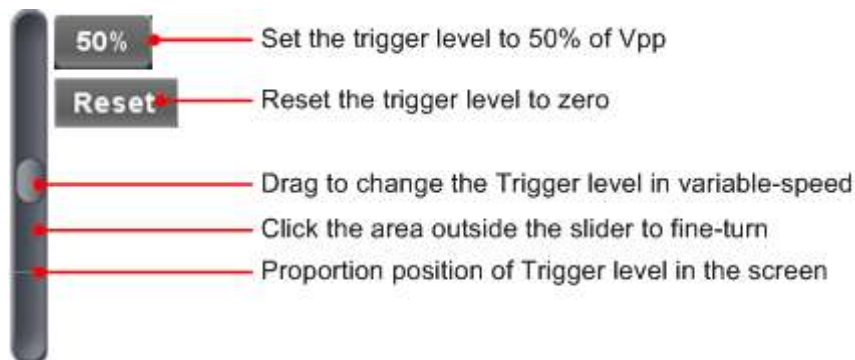 50% Set the trigger level to 50% of Vpp
Reset Reset the trigger level to zero
Drag to change the Trigger level in variable-speed
Click the area outside the slider to fine-turn
Proportion position of Trigger level in the screen